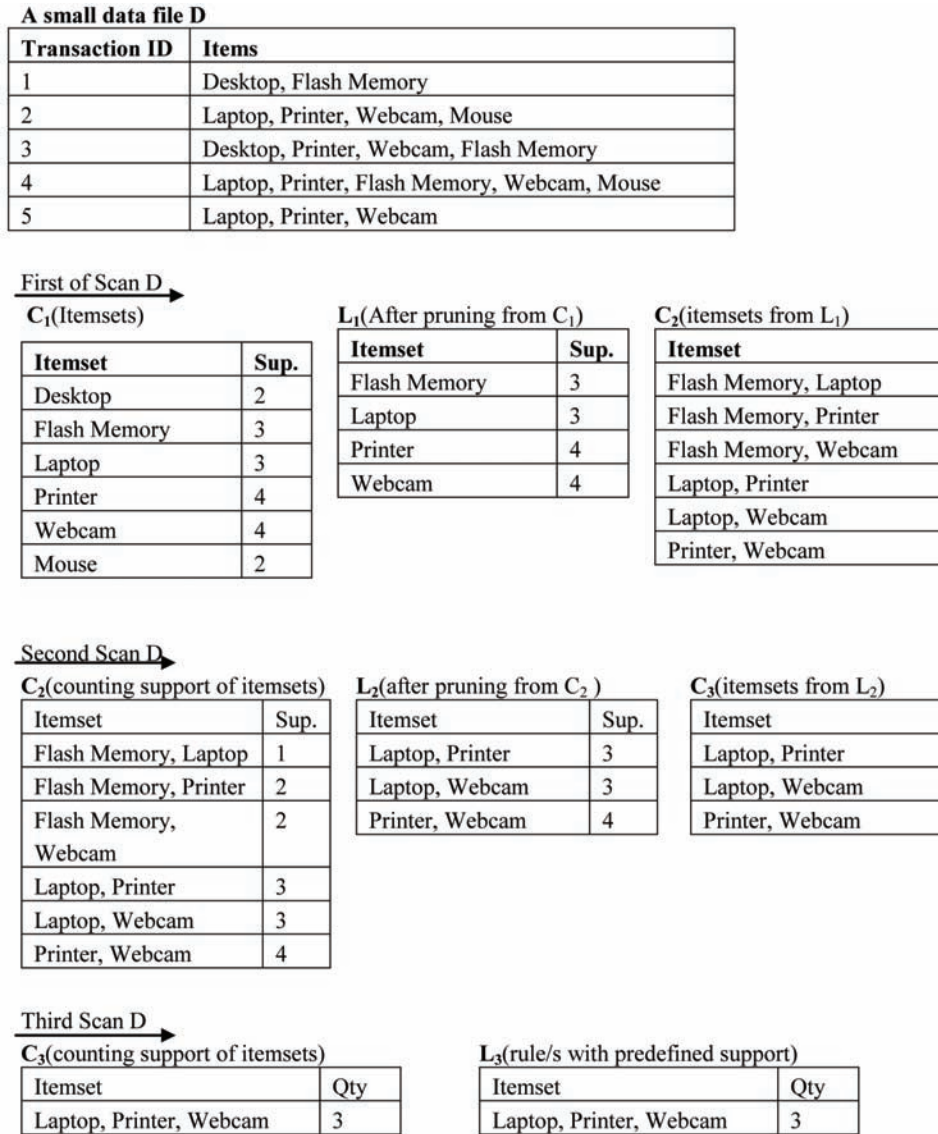 A small data file D
Transaction ID Items
1 Desktop, Flash Memory
2 Laptop, Printer, Webcam, Mouse
3 Desktop, Printer, Webcam, Flash Memory
4 Laptop, Printer, Flash Memory, Webcam, Mouse
5 Laptop, Printer, Webcam
First of Scan D
C₁(Itemsets)
Itemset Sup.
Desktop 2
Flash Memory 3
Laptop 3
Printer 4
Webcam 4
Mouse 2
L₁(After pruning from C₁)
Itemset Sup.
Flash Memory 3
Laptop 3
Printer 4
Webcam 4
C₂(itemsets from L₁)
Itemset
Flash Memory, Laptop
Flash Memory, Printer
Flash Memory, Webcam
Laptop, Printer
Laptop, Webcam
Printer, Webcam
Second Scan D
C₂(counting support of itemsets)
Itemset Sup.
Flash Memory, Laptop 1
Flash Memory, Printer 2
Flash Memory, 2
Webcam
Laptop, Printer 3
Laptop, Webcam 3
Printer, Webcam 4
L₂(after pruning from C₂ )
Itemset Sup.
Laptop, Printer 3
Laptop, Webcam 3
Printer, Webcam 4
C₃(itemsets from L₂)
Itemset
Laptop, Printer
Laptop, Webcam
Printer, Webcam
Third Scan D
C₃(counting support of itemsets)
Itemset Qty
Laptop, Printer, Webcam 3
L₃(rule/s with predefined support)
Itemset Qty
Laptop, Printer, Webcam 3